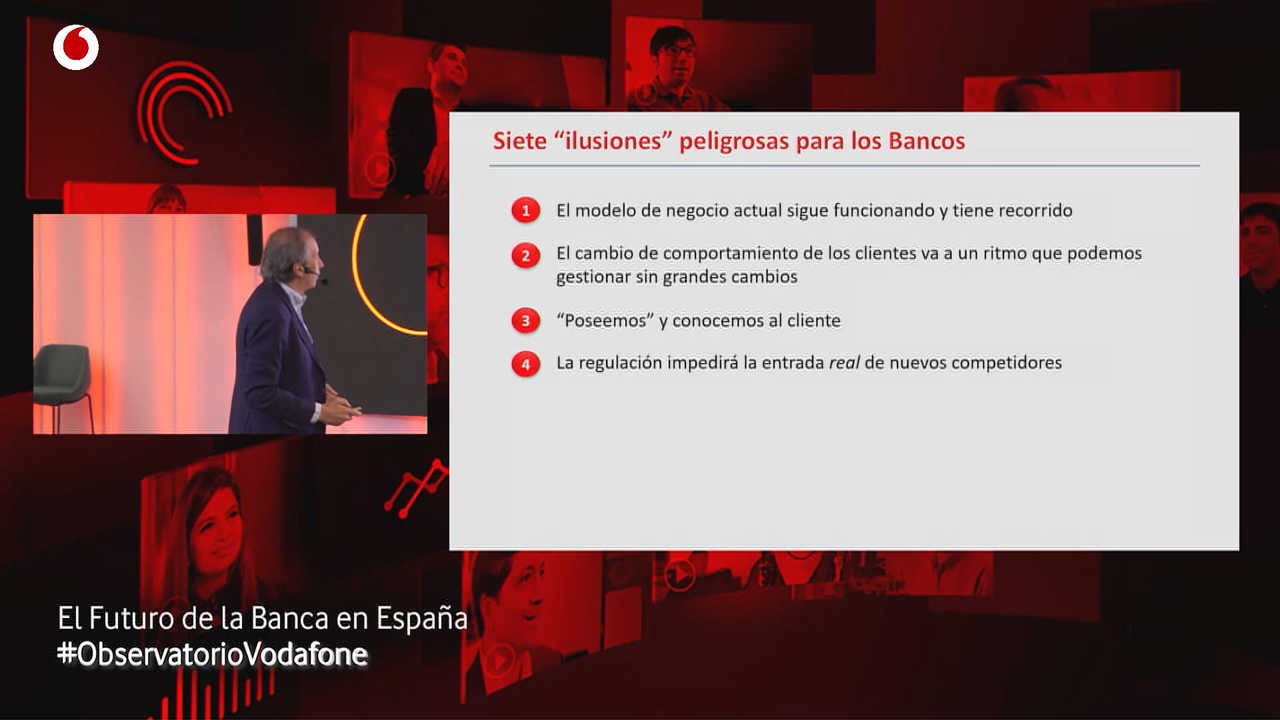 Siete “ilusiones” peligrosas para los Bancos
1 El modelo de negocio actual sigue funcionando y tiene recorrido
2 El cambio de comportamiento de los clientes va a un ritmo que podemos
gestionar sin grandes cambios
3 “Poseemos” y conocemos al cliente
4 La regulación impedirá la entrada real de nuevos competidores
El Futuro de la Banca en España
#ObservatorioVodafone